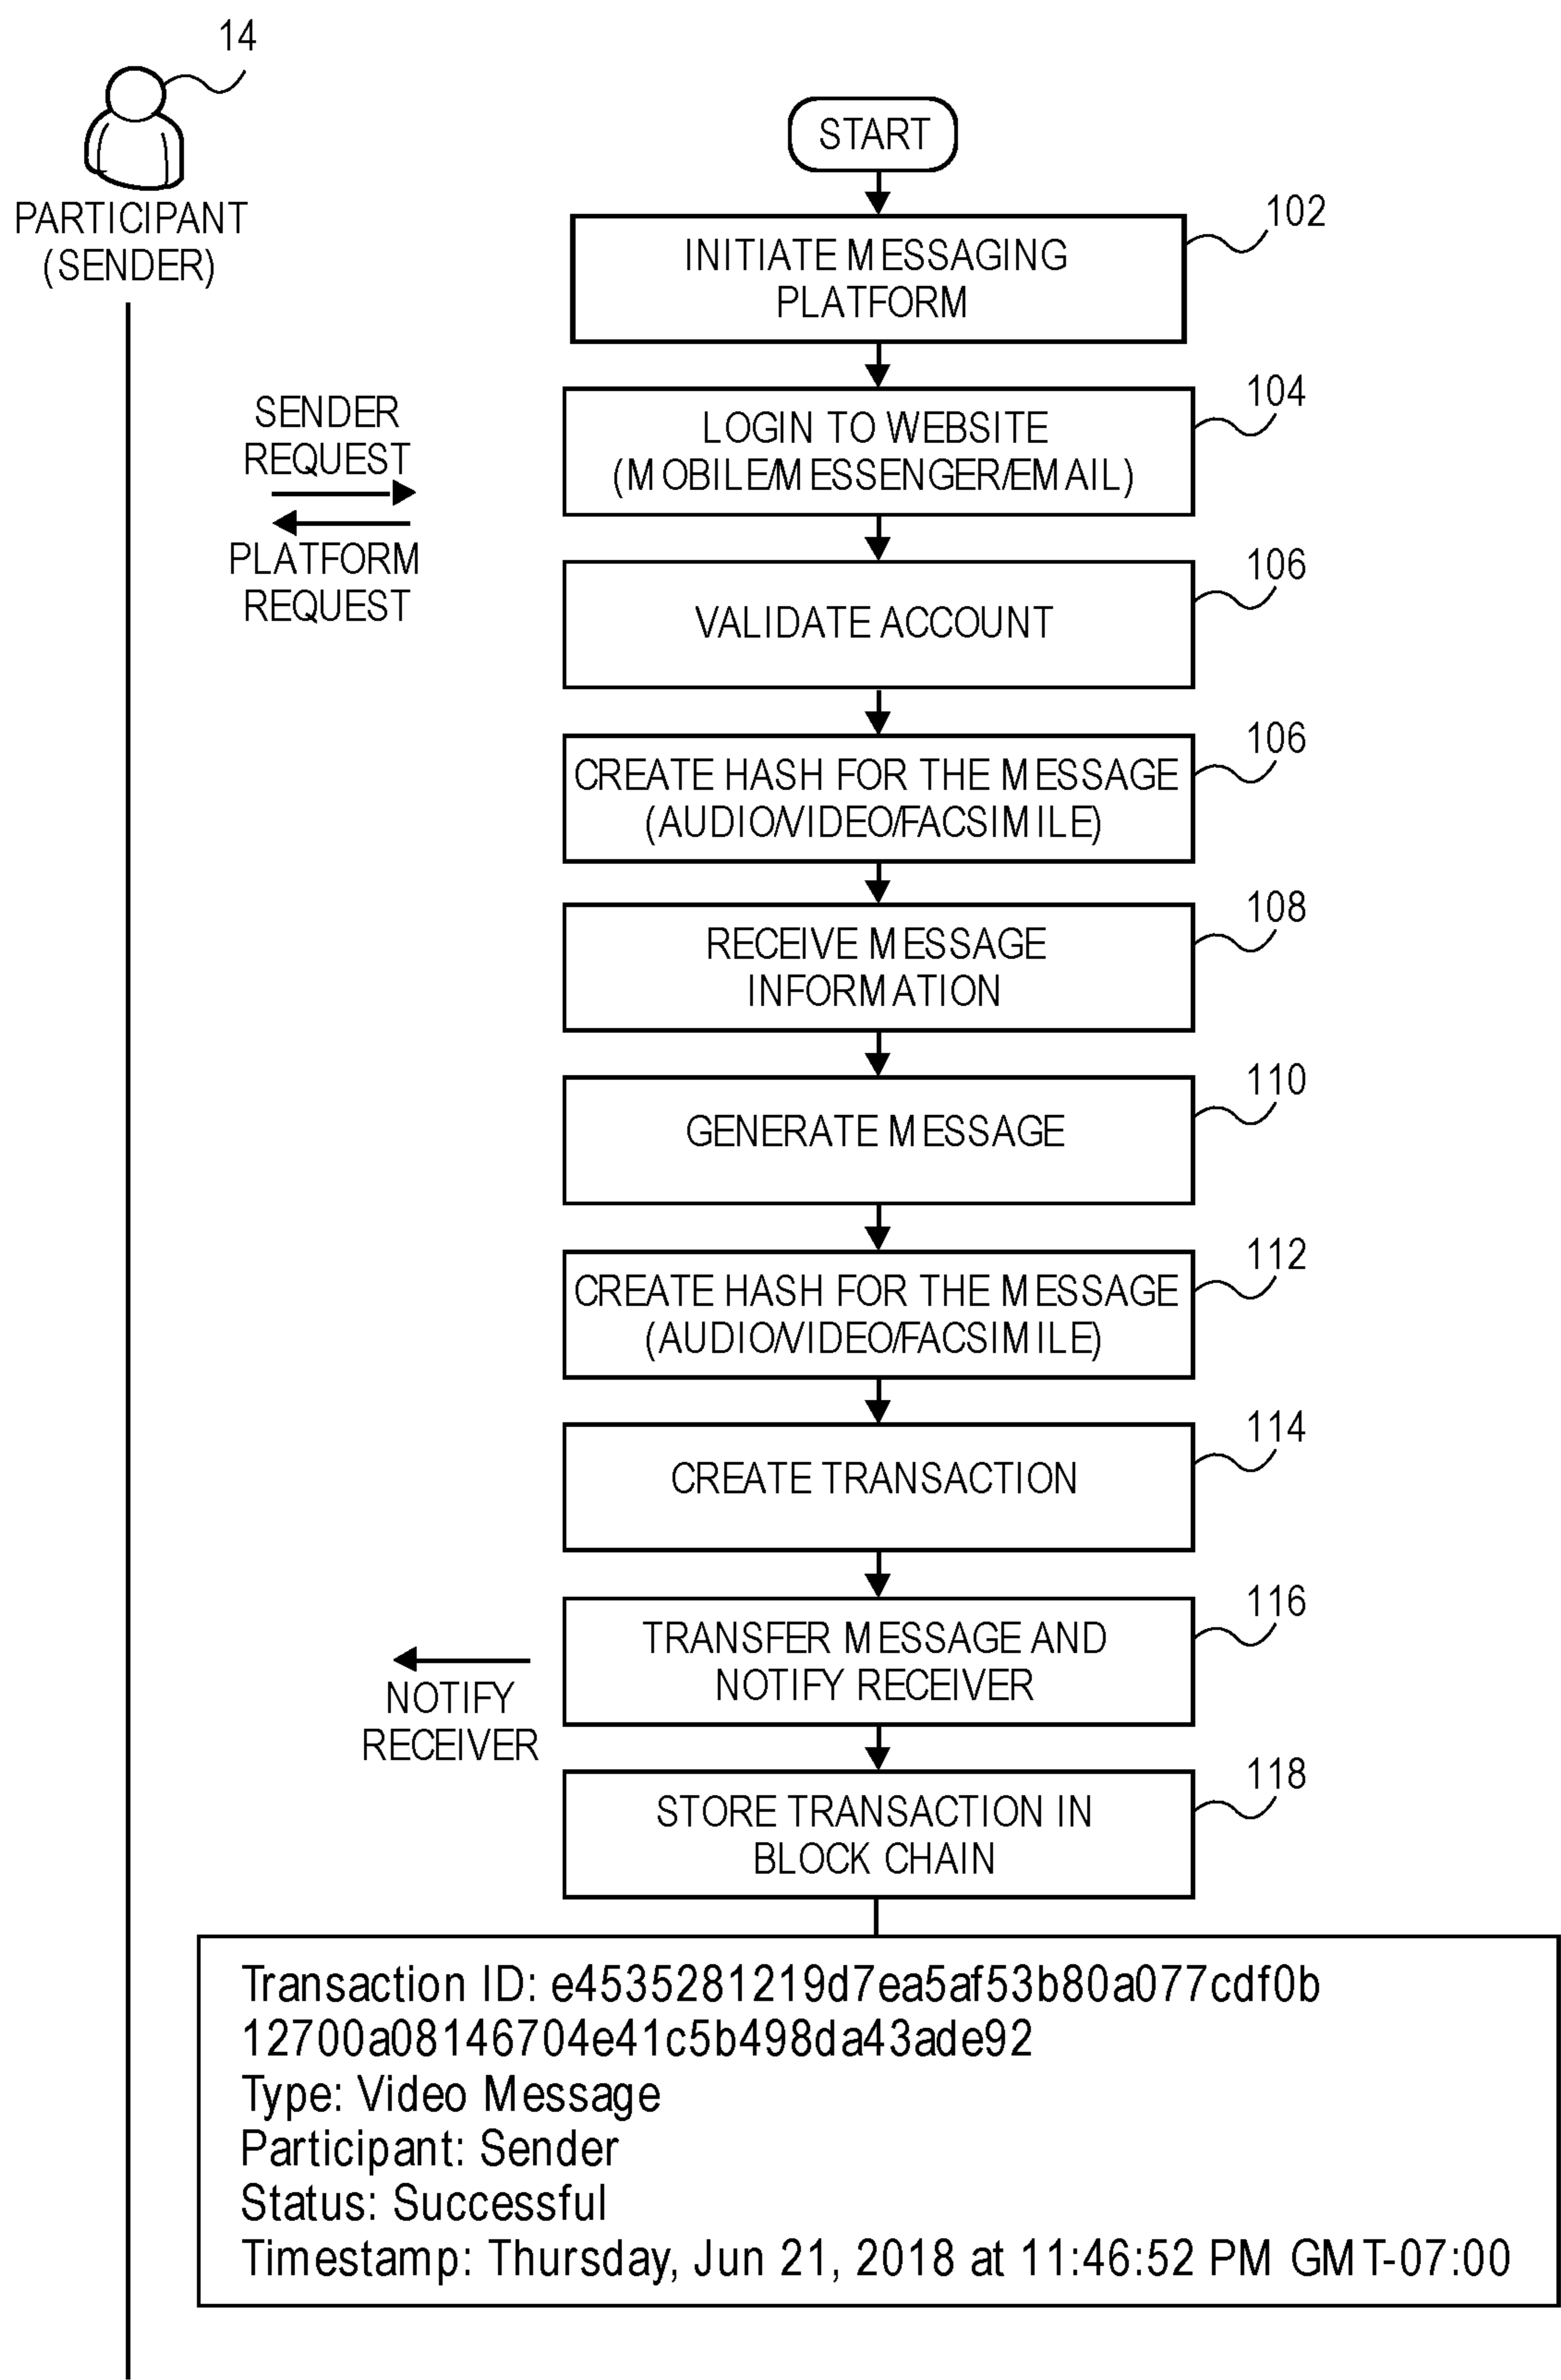 14
PARTICIPANT
(SENDER)
START
INITIATE MESSAGING
PLATFORM
102
SENDER
REQUEST
PLATFORM
REQUEST
LOGIN TO WEBSITE
(MOBILE/MESSENGER/EMAIL)
104
VALIDATE ACCOUNT
106
CREATE HASH FOR THE MESSAGE
(AUDIO/VIDEO/FACSIMILE)
106
RECEIVE MESSAGE
INFORMATION
108
GENERATE MESSAGE
110
CREATE HASH FOR THE MESSAGE
(AUDIO/VIDEO/FACSIMILE)
112
CREATE TRANSACTION
114
TRANSFER MESSAGE AND
NOTIFY RECEIVER
116
NOTIFY
RECEIVER
STORE TRANSACTION IN
BLOCK CHAIN
118
Transaction ID: e4535281219d7ea5af53b80a077cdf0b
12700a08146704e41c5b498da43ade92
Type: Video Message
Participant: Sender
Status: Successful
Timestamp: Thursday, Jun 21, 2018 at 11:46:52 PM GMT-07:00